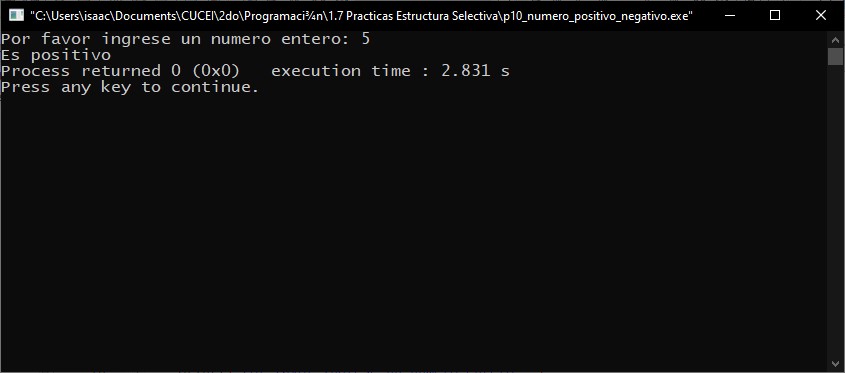 "C:\Users\isaac\Documents\CUCEI\2do\Programaci¾n\1.7 Practicas Estructura Selectiva\p10_numero_positivo_negativo.exe"
Por favor ingrese un numero entero: 5
Es positivo
Process returned 0 (0x0)   execution time : 2.831 s
Press any key to continue.